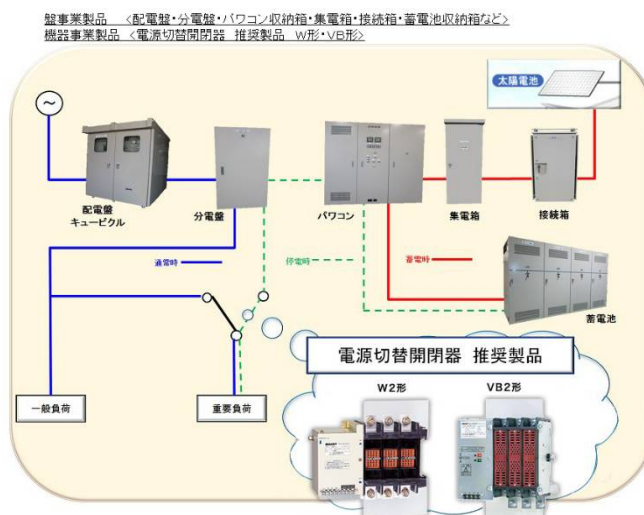 盤事業製品 <配電盤・分電盤・パワコン収納箱・集電箱・接続箱・蓄電池収納箱など>
機器事業製品 <電源切替開閉器 推奨製品 W形・VB形>
太陽電池
～
配電盤
キュービクル
分電盤
パワコン
集電箱
接続箱
通常時
停電時
蓄電時
蓄電池
電源切替開閉器 推奨製品
W2形
VB2形
一般負荷
重要負荷